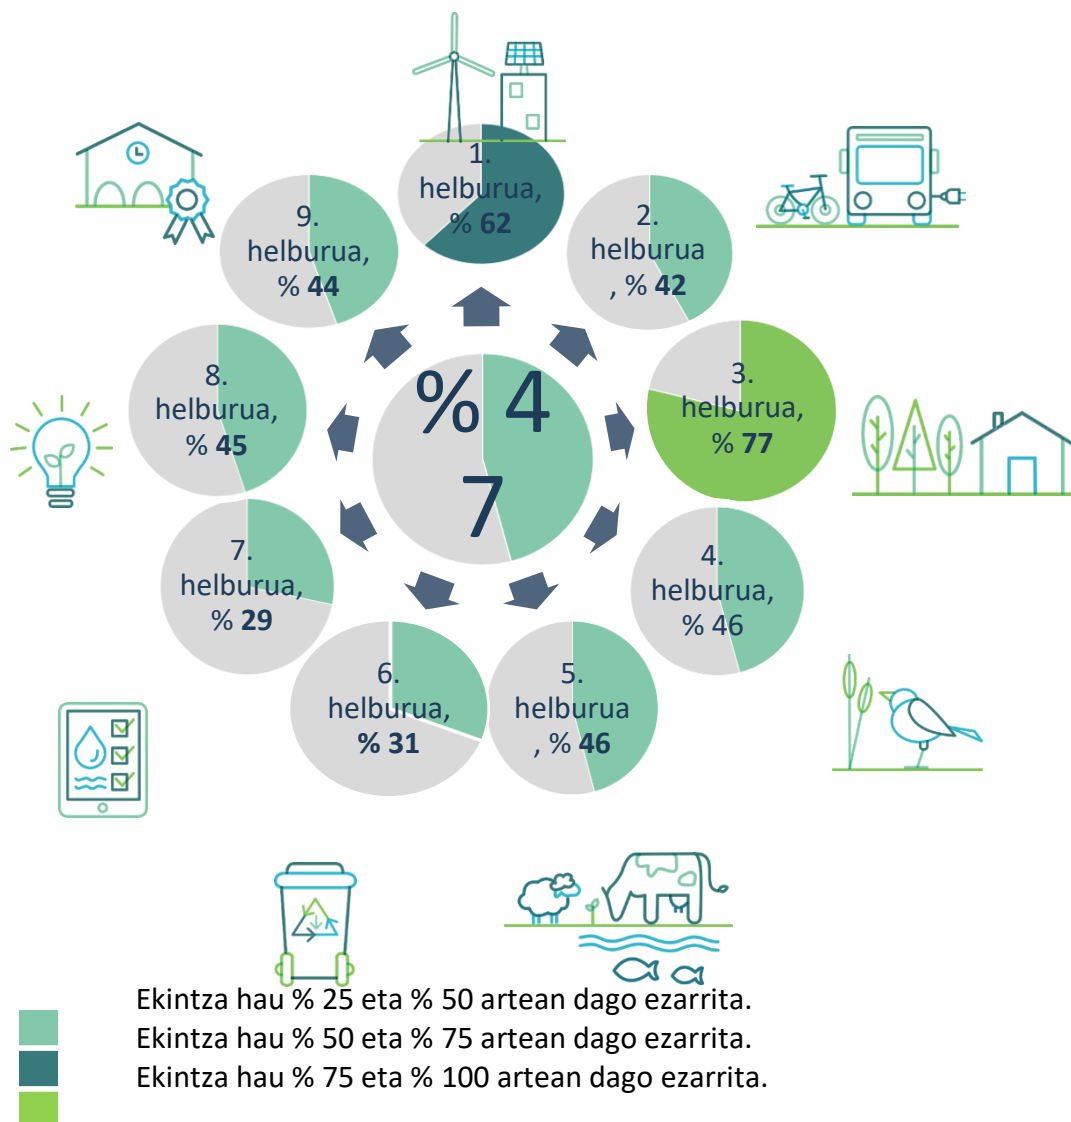 1.
helburua,
% 62
2.
helburua
, % 42
3.
helburua,
% 77
4.
helburua,
% 46
5.
helburua
, % 46
6.
helburua,
% 31
7.
helburua,
% 29
8.
helburua,
% 45
9.
helburua,
% 44
% 4
7
Ekintza hau % 25 eta % 50 artean dago ezarrita.
Ekintza hau % 50 eta % 75 artean dago ezarrita.
Ekintza hau % 75 eta % 100 artean dago ezarrita.